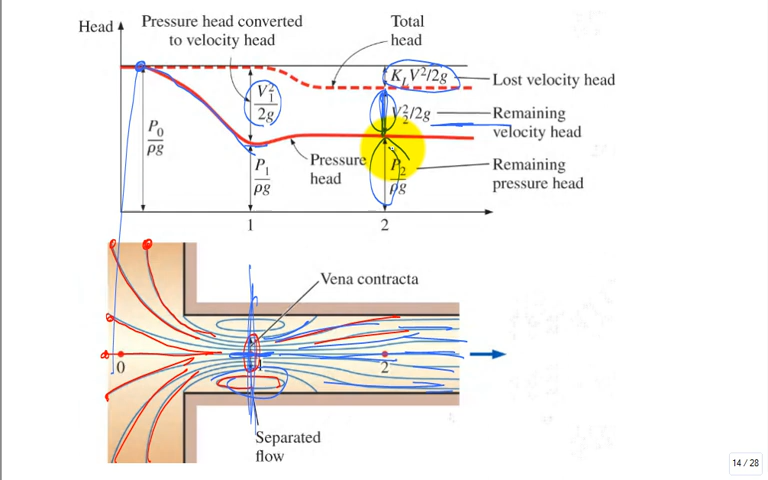 Head
Pressure head converted
to velocity head
Total
head
K_L V²/2g
Lost velocity head
V₁²
2g
V₂²/2g
Remaining
velocity head
P₀
ρg
P₁
ρg
Pressure
head
P₂
ρg
Remaining
pressure head
1
2
Vena contracta
0
1
2
Separated
flow
14 / 28